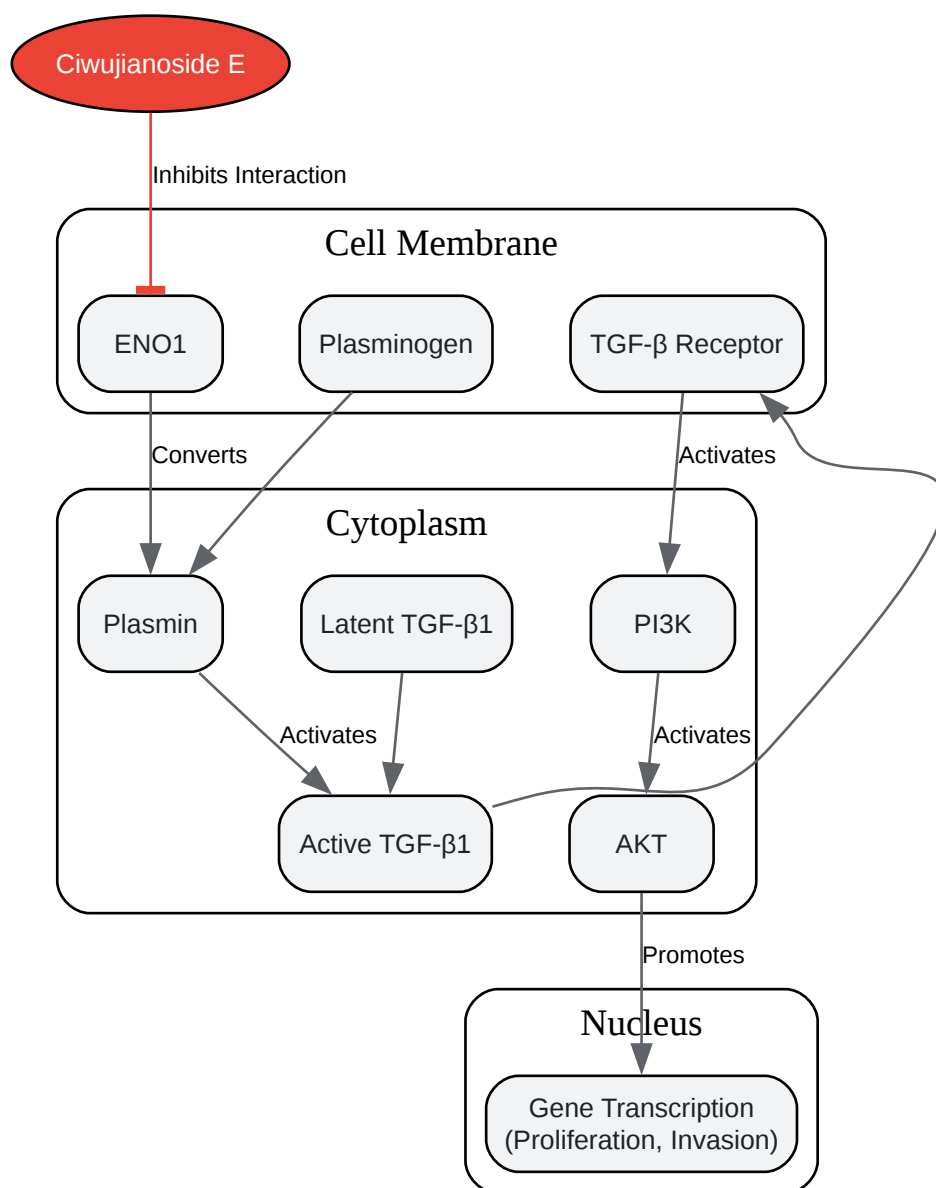 Ciwujianoside E
Inhibits Interaction
Cell Membrane
ENO1
Plasminogen
TGF-β Receptor
Converts
Activates
Cytoplasm
Plasmin
Latent TGF-β1
PI3K
Activates
Activates
Active TGF-β1
AKT
Promotes
Nucleus
Gene Transcription
(Proliferation, Invasion)